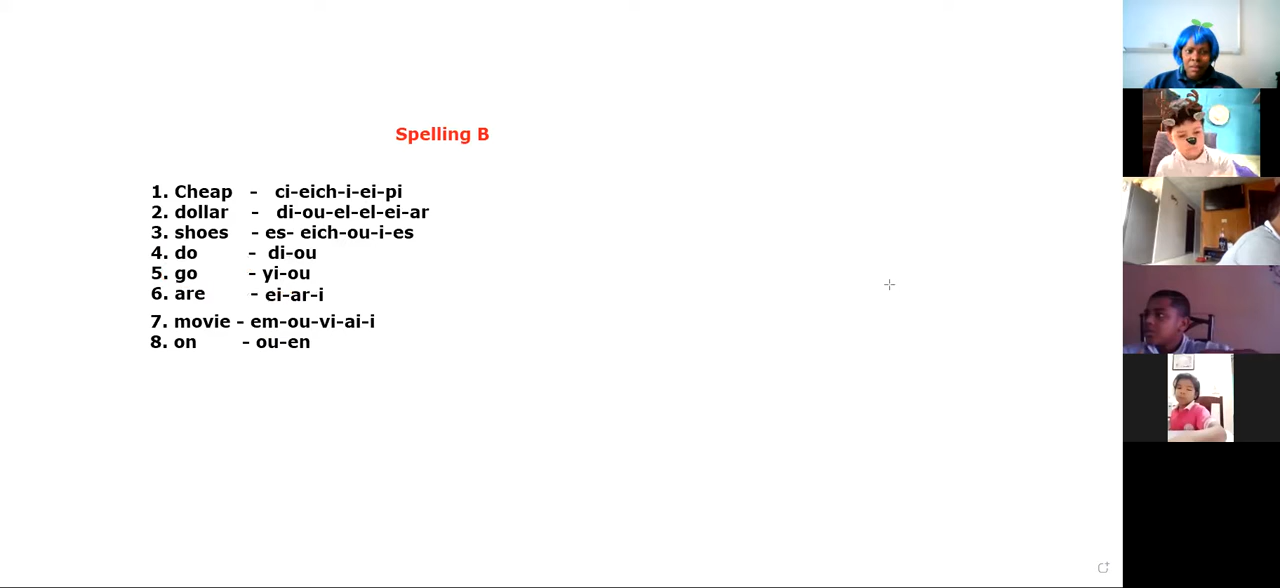 Spelling B
1. Cheap - ci-eich-i-ei-pi
2. dollar - di-ou-el-el-ei-ar
3. shoes - es- eich-ou-i-es
4. do - di-ou
5. go - yi-ou
6. are - ei-ar-i
7. movie - em-ou-vi-ai-i
8. on - ou-en